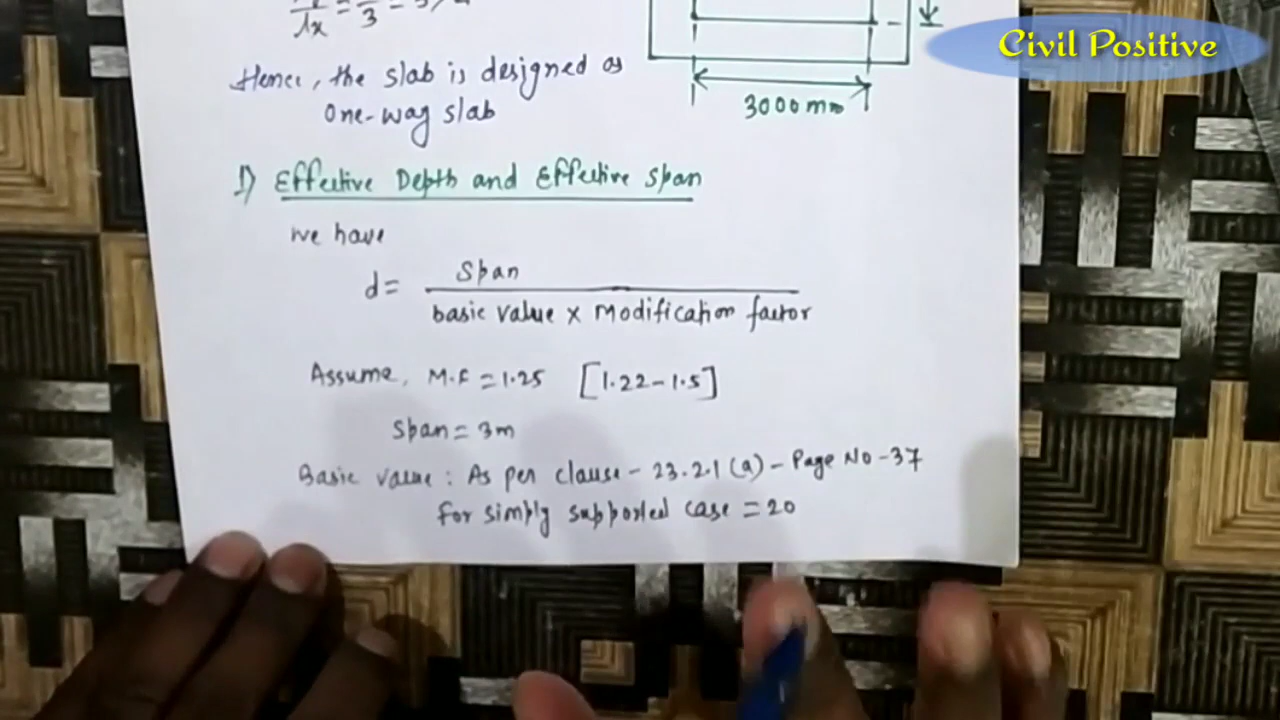 Civil Positive
λx = 3
Hence, the slab is designed as
One-way slab
3000 mm
1) Effective Depth and Effective Span
we have
d = Span
basic value x Modification factor
Assume, M.F = 1.25 [1.22-1.5]
Span = 3m
Basic value : As per clause - 23.2.1 (a) - Page No - 37
for simply supported case = 20